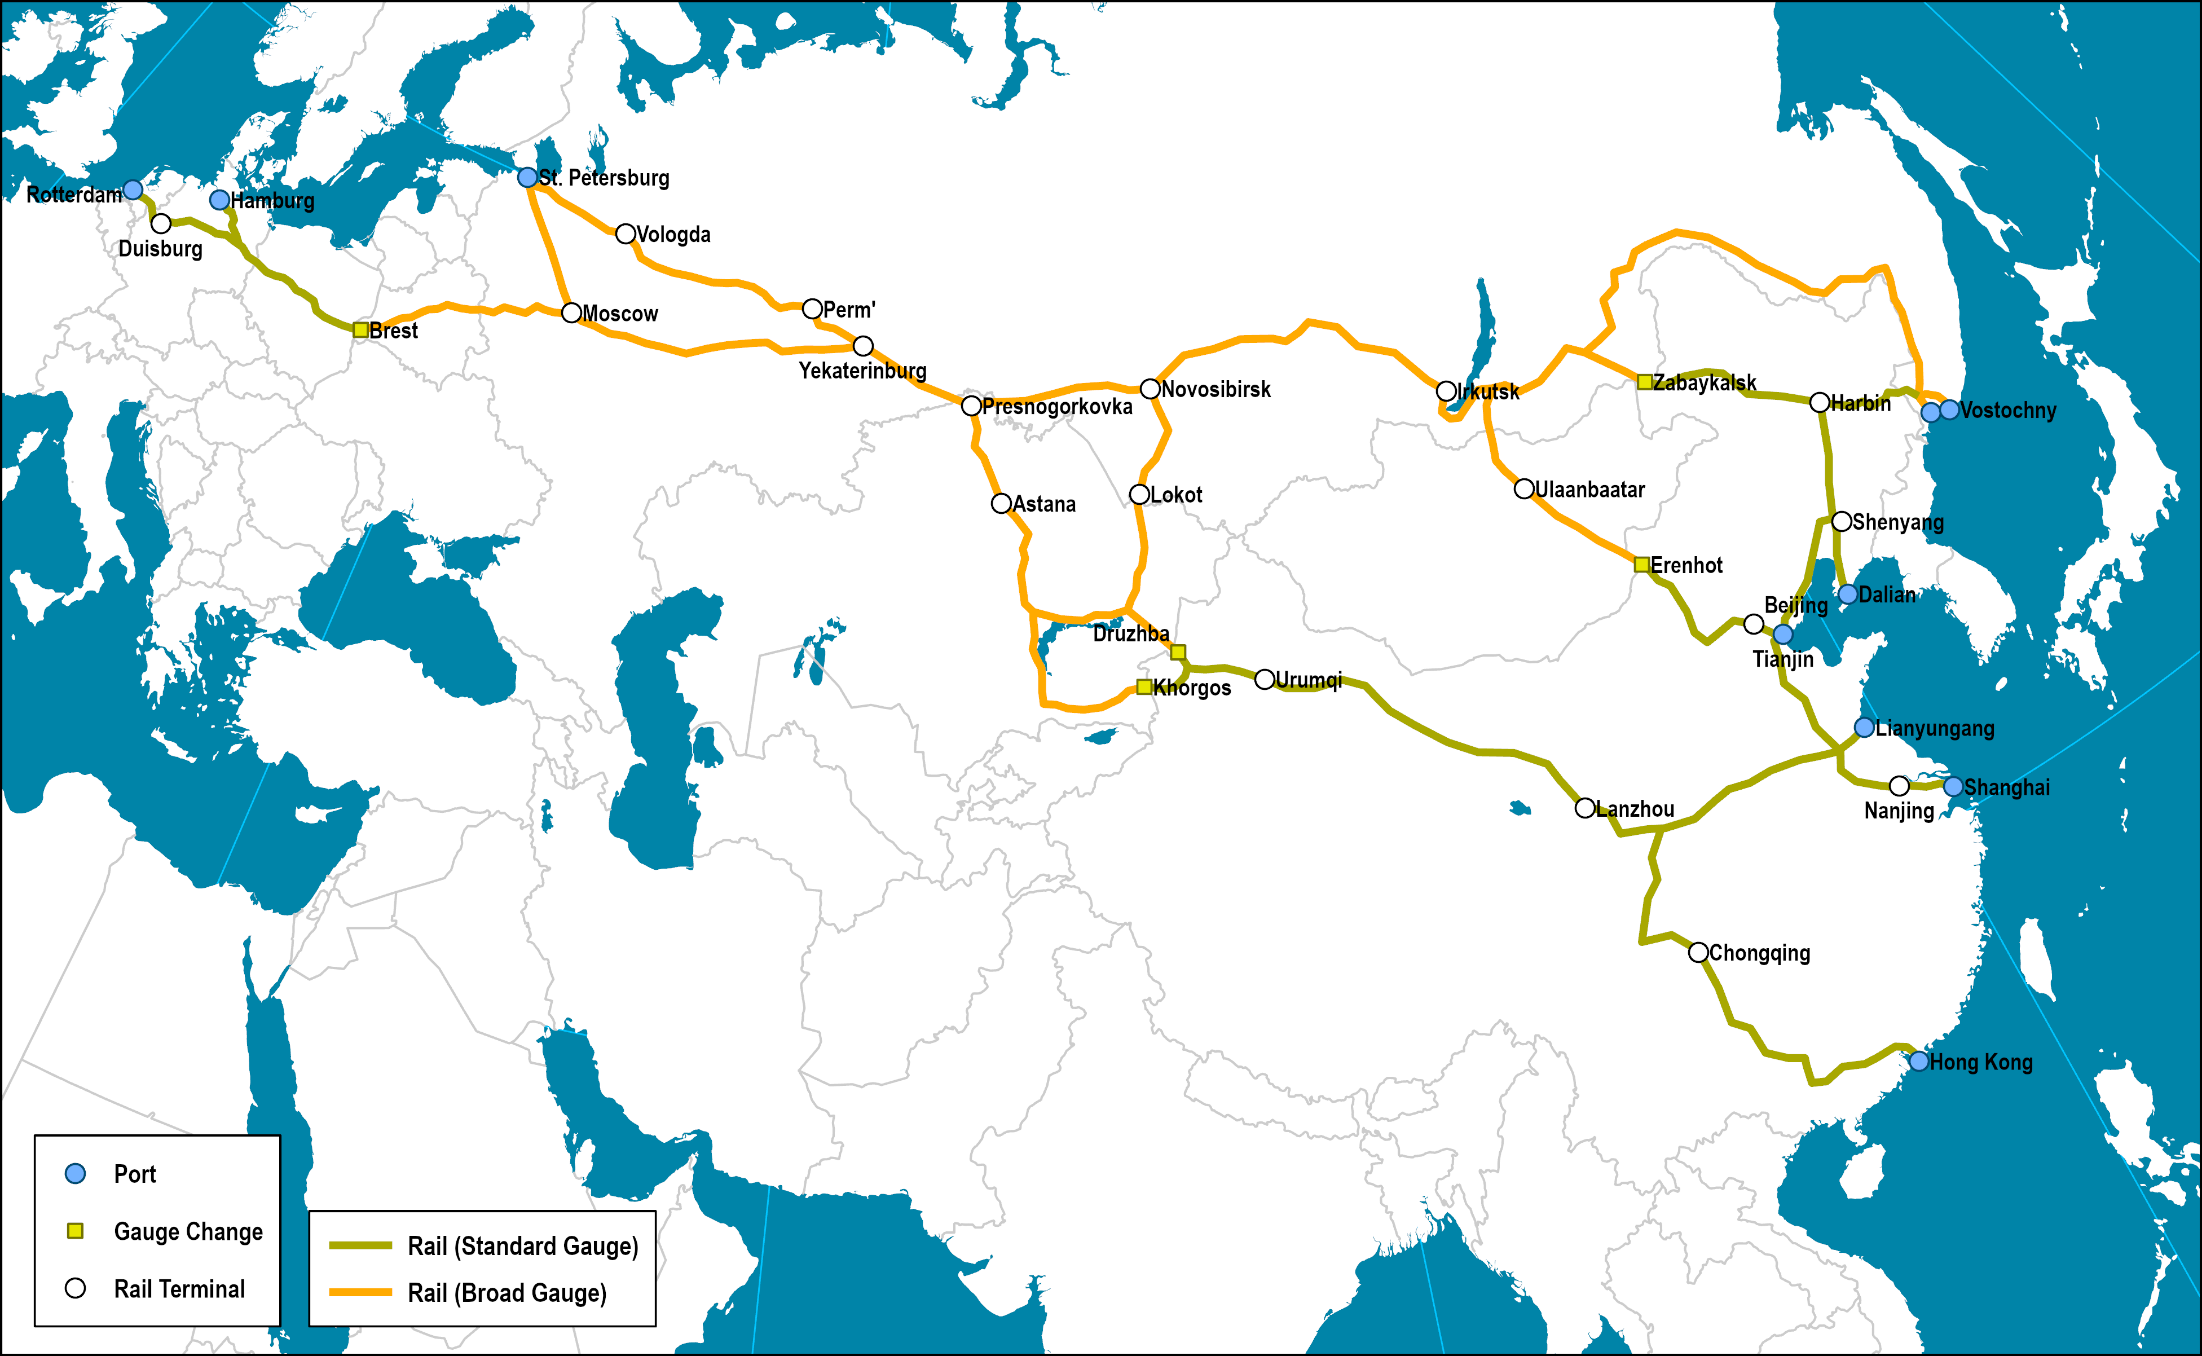 St. Petersburg
Rotterdam
Hamburg
Vologda
Duisburg
Perm'
Moscow
Brest
Yekaterinburg
Zabaykalsk
Novosibirsk
Irkutsk
Harbin
Presnogorkovka
Vostochny
Ulaanbaatar
Lokot
Astana
Shenyang
Erenhot
Dalian
Beijing
Druzhba
Tianjin
Urumqi
Khorgos
Lianyungang
Shanghai
Lanzhou
Nanjing
Chongqing
Hong Kong
Port
Gauge Change
Rail Terminal
Rail (Standard Gauge)
Rail (Broad Gauge)